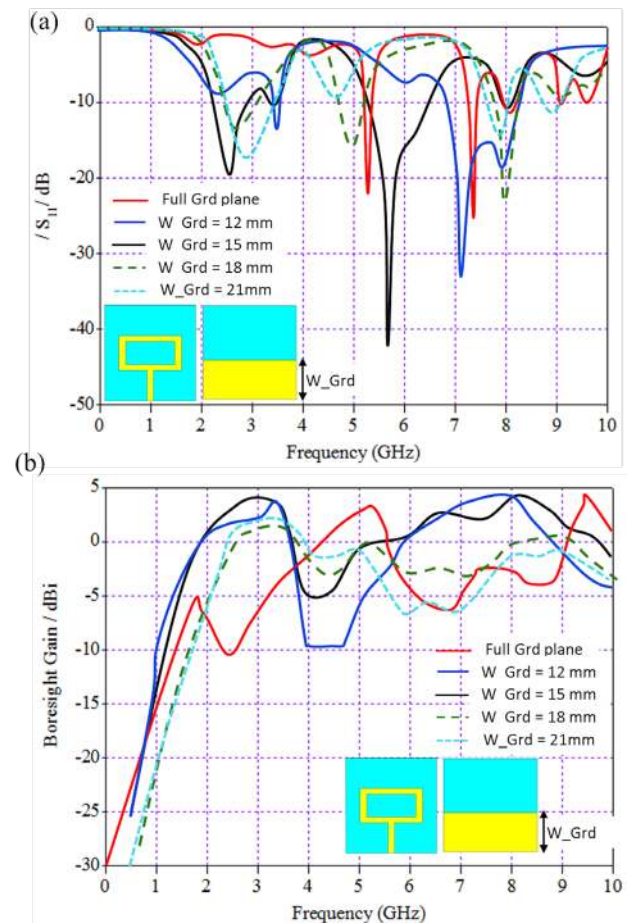 (a)
0
-10
-20
-30
-40
-50
/ S11/ dB
Full Grd plane
W Grd = 12 mm
W Grd = 15 mm
W Grd = 18 mm
W_Grd = 21mm
W_Grd
0 1 2 3 4 5 6 7 8 9 10
Frequency (GHz)
(b)
5
0
-5
-10
-15
-20
-25
-30
Boresight Gain / dBi
Full Grd plane
W Grd = 12 mm
W Grd = 15 mm
W Grd = 18 mm
W_Grd = 21mm
W_Grd
0 1 2 3 4 5 6 7 8 9 10
Frequency (GHz)